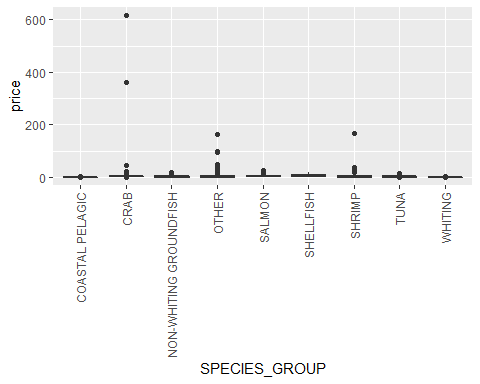 600
400
200
0
price
COASTAL PELAGIC
CRAB
NON-WHITING GROUNDFISH
OTHER
SALMON
SHELLFISH
SHRIMP
TUNA
WHITING
SPECIES_GROUP